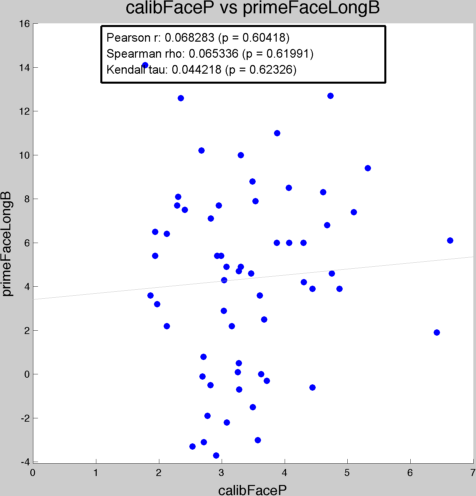 calibFaceP vs primeFaceLongB
Pearson r: 0.068283 (p = 0.60418)
Spearman rho: 0.065336 (p = 0.61991)
Kendall tau: 0.044218 (p = 0.62326)
16
14
12
10
8
6
4
2
0
-2
-4
primeFaceLongB
0 1 2 3 4 5 6 7
calibFaceP